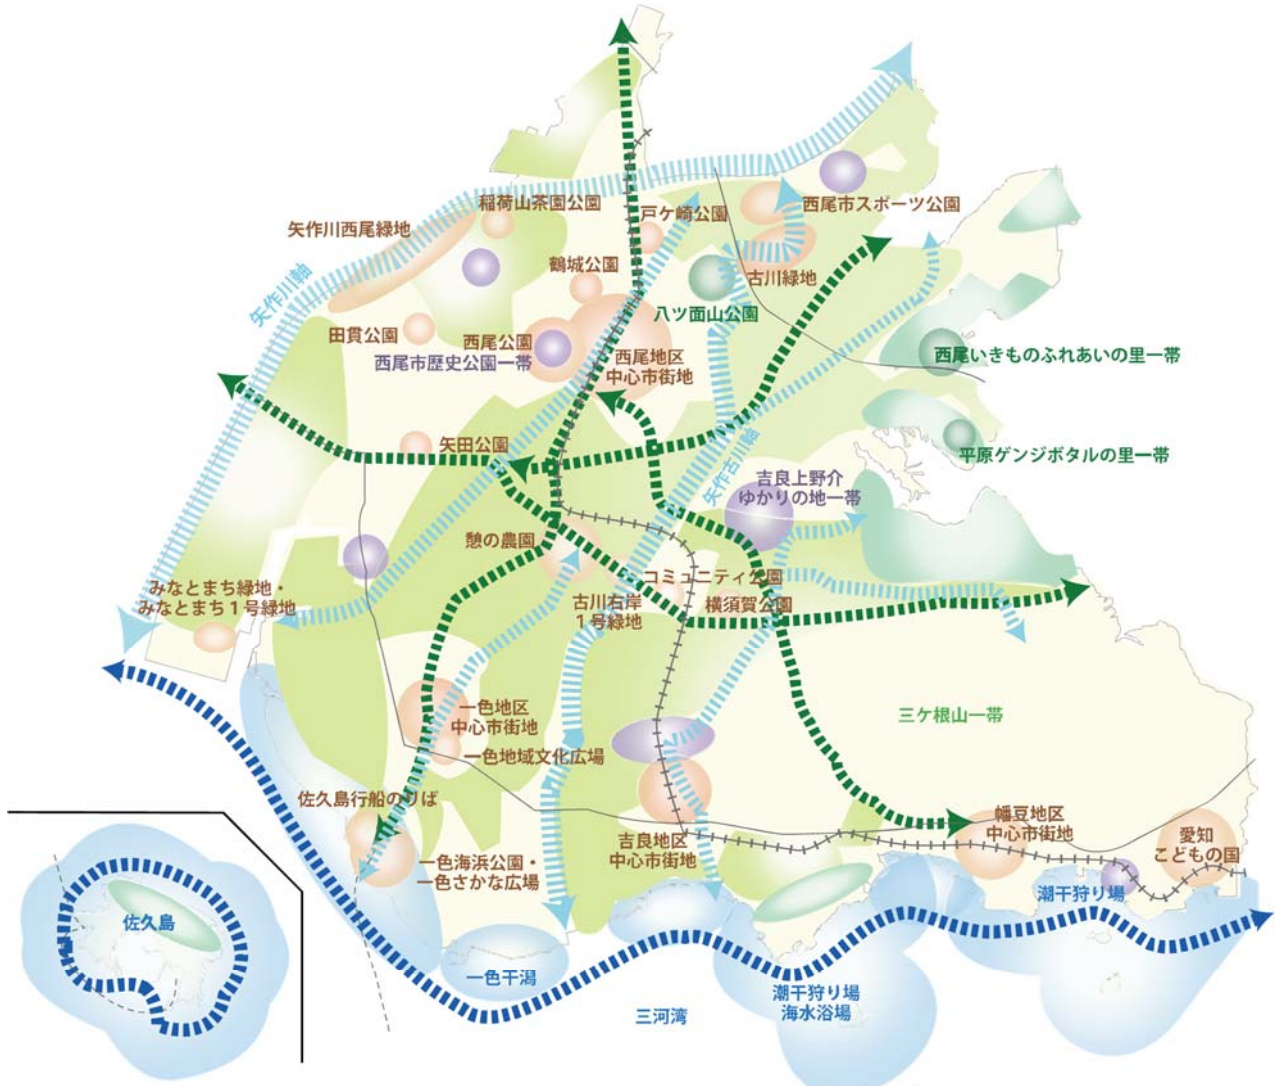 稲荷山茶園公園
戸ケ崎公園
西尾市スポーツ公園
矢作川西尾緑地
矢作川軸
鶴城公園
古川緑地
八ツ面山公園
田貫公園
西尾公園
西尾市歴史公園一帯
西尾地区
中心市街地
西尾いきものふれあいの里一帯
矢田公園
矢作古川軸
平原ゲンジボタルの里一帯
吉良上野介
ゆかりの地一帯
憩の農園
コミュニティ公園
みなとまち緑地・
みなとまち1号緑地
古川右岸
1号緑地
横須賀公園
一色地区
中心市街地
三ケ根山一帯
一色地域文化広場
佐久島行船のりば
幡豆地区
中心市街地
吉良地区
中心市街地
愛知
こどもの国
一色海浜公園・
一色さかな広場
潮干狩り場
佐久島
一色干潟
潮干狩り場
海水浴場
三河湾